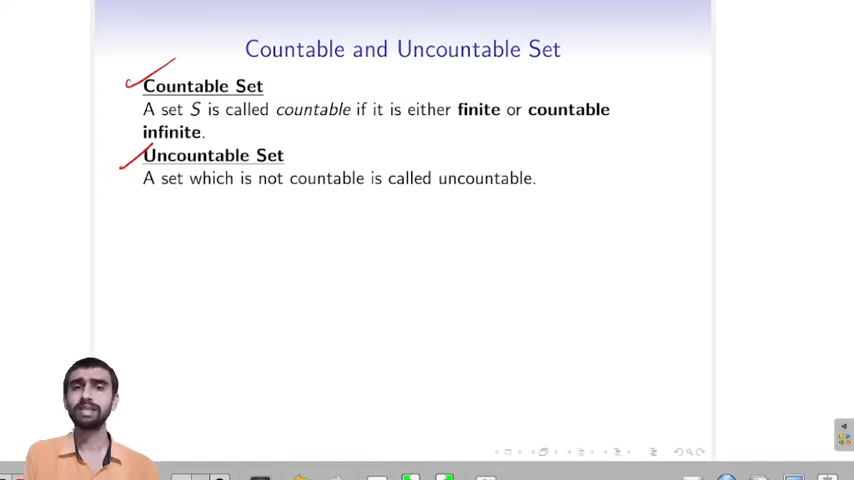 Countable and Uncountable Set
Countable Set
A set S is called countable if it is either finite or countable
infinite.
Uncountable Set
A set which is not countable is called uncountable.